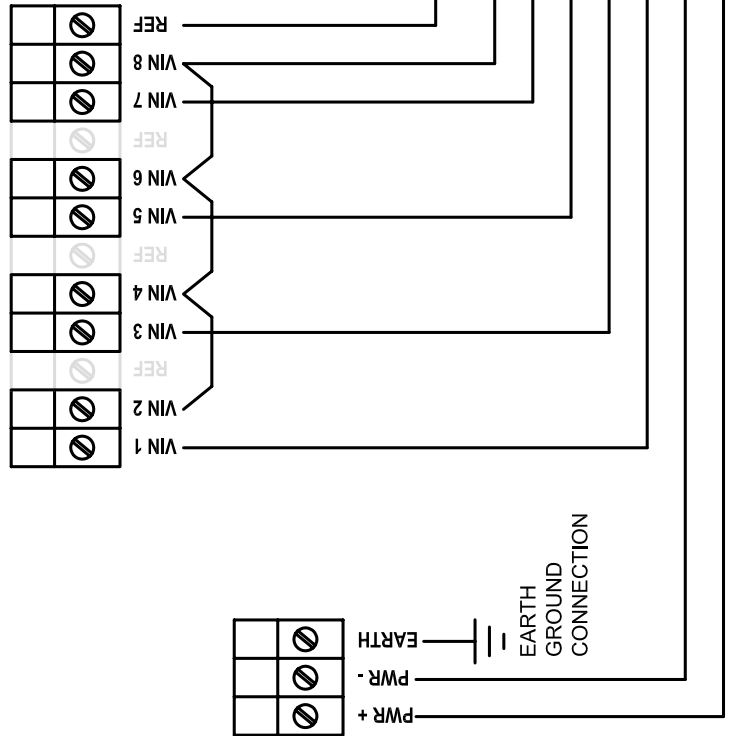 REF
VIN 8
VIN 7
REF
VIN 6
VIN 5
REF
VIN 4
VIN 3
REF
VIN 2
VIN 1
EARTH
PWR -
PWR +
EARTH
GROUND
CONNECTION